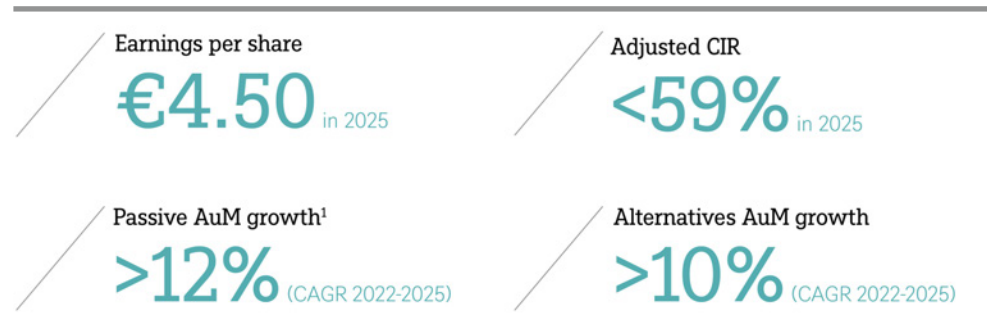 Earnings per share
€4.50 in 2025
Adjusted CIR
<59% in 2025
Passive AuM growth¹
>12% (CAGR 2022-2025)
Alternatives AuM growth
>10% (CAGR 2022-2025)